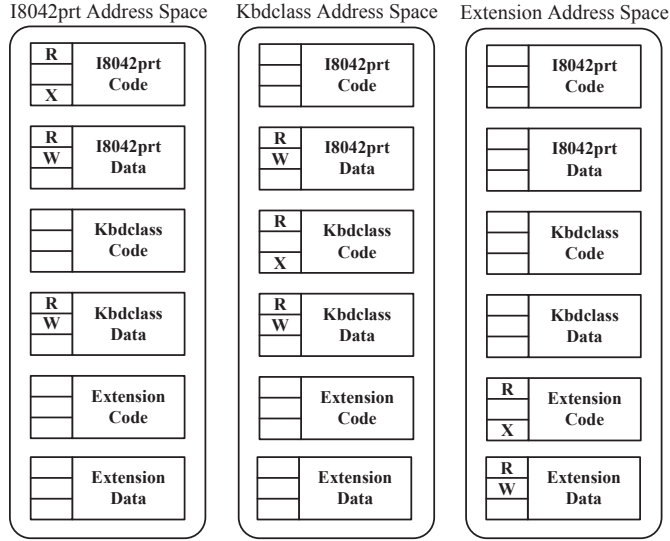 I8042prt Address Space
R
X
I8042prt
Code
R
W
I8042prt
Data
Kbdclass
Code
R
W
Kbdclass
Data
Extension
Code
Extension
Data
Kbdclass Address Space
I8042prt
Code
R
W
I8042prt
Data
R
X
Kbdclass
Code
R
W
Kbdclass
Data
Extension
Code
Extension
Data
Extension Address Space
I8042prt
Code
I8042prt
Data
Kbdclass
Code
Kbdclass
Data
R
X
Extension
Code
R
W
Extension
Data